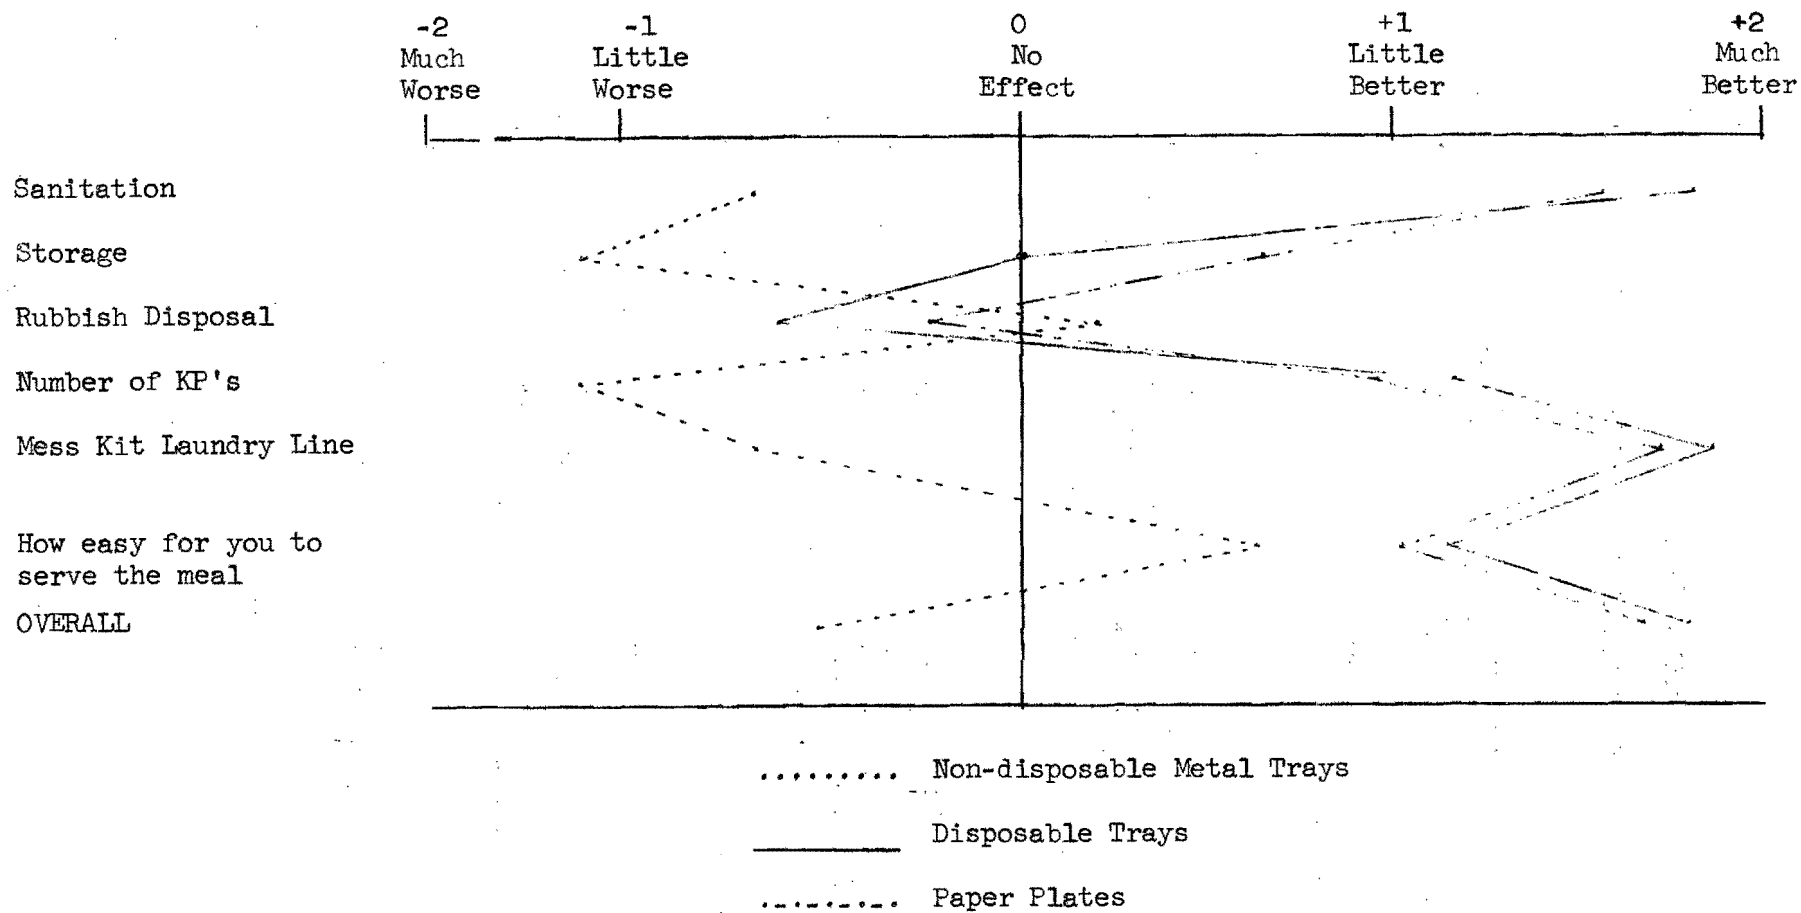 -2 -1 0 +1 +2
Much Little No Little Much
Worse Worse Effect Better Better
Sanitation
Storage
Rubbish Disposal
Number of KP's
Mess Kit Laundry Line
How easy for you to
serve the meal
OVERALL
Non-disposable Metal Trays
Disposable Trays
Paper Plates